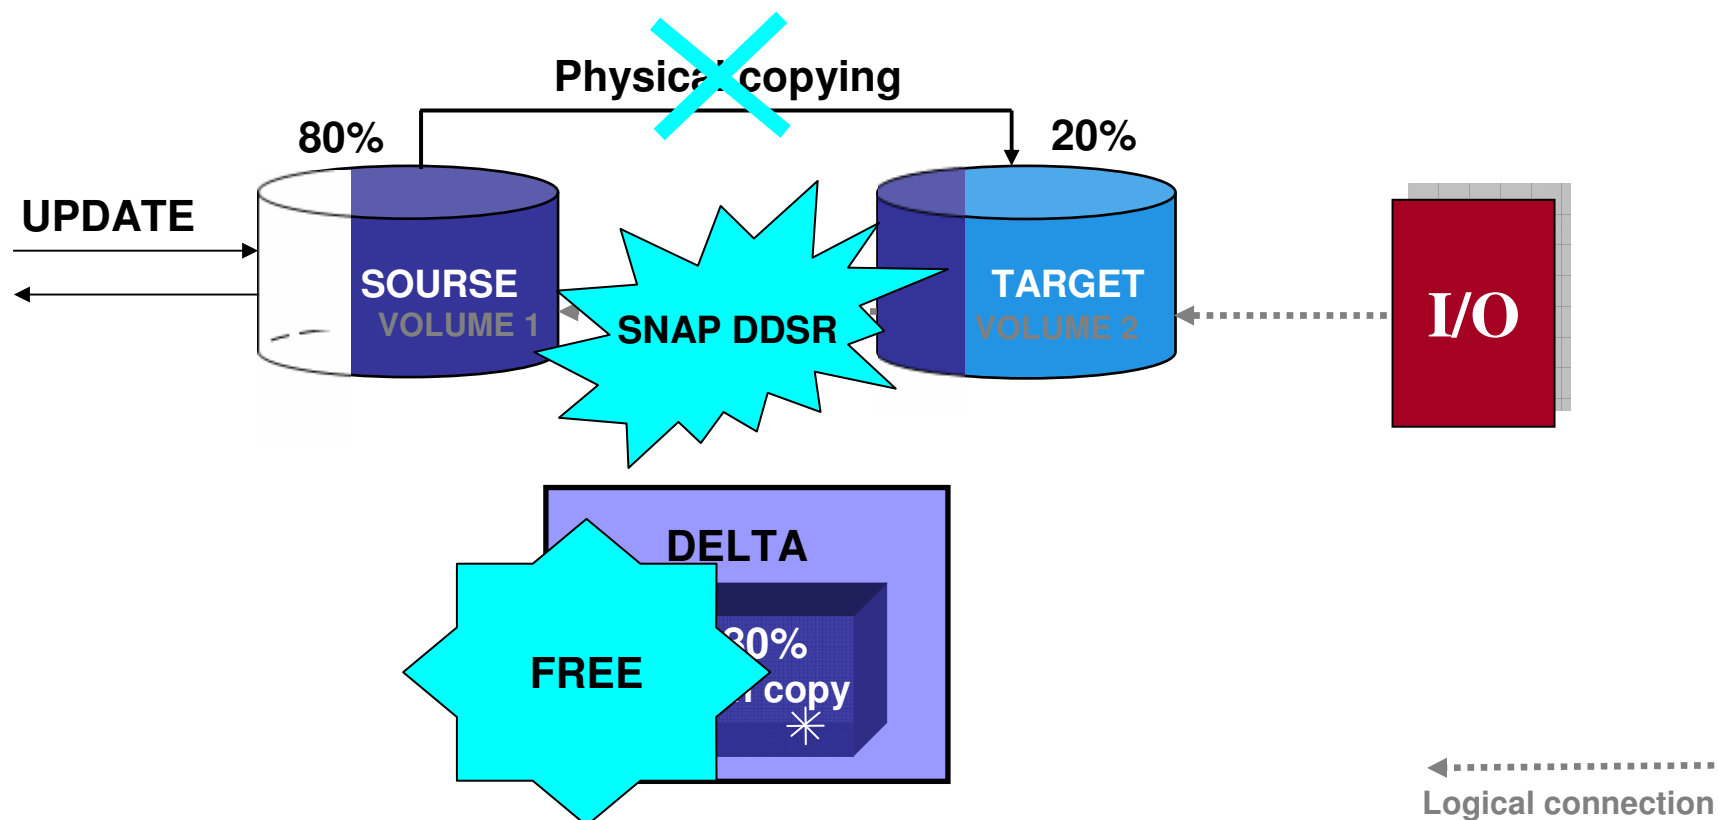 Physical copying
80%
20%
UPDATE
SOURSE
VOLUME 1
SNAP DDSR
TARGET
VOLUME 2
I/O
DELTA
FREE
copy
Logical connection